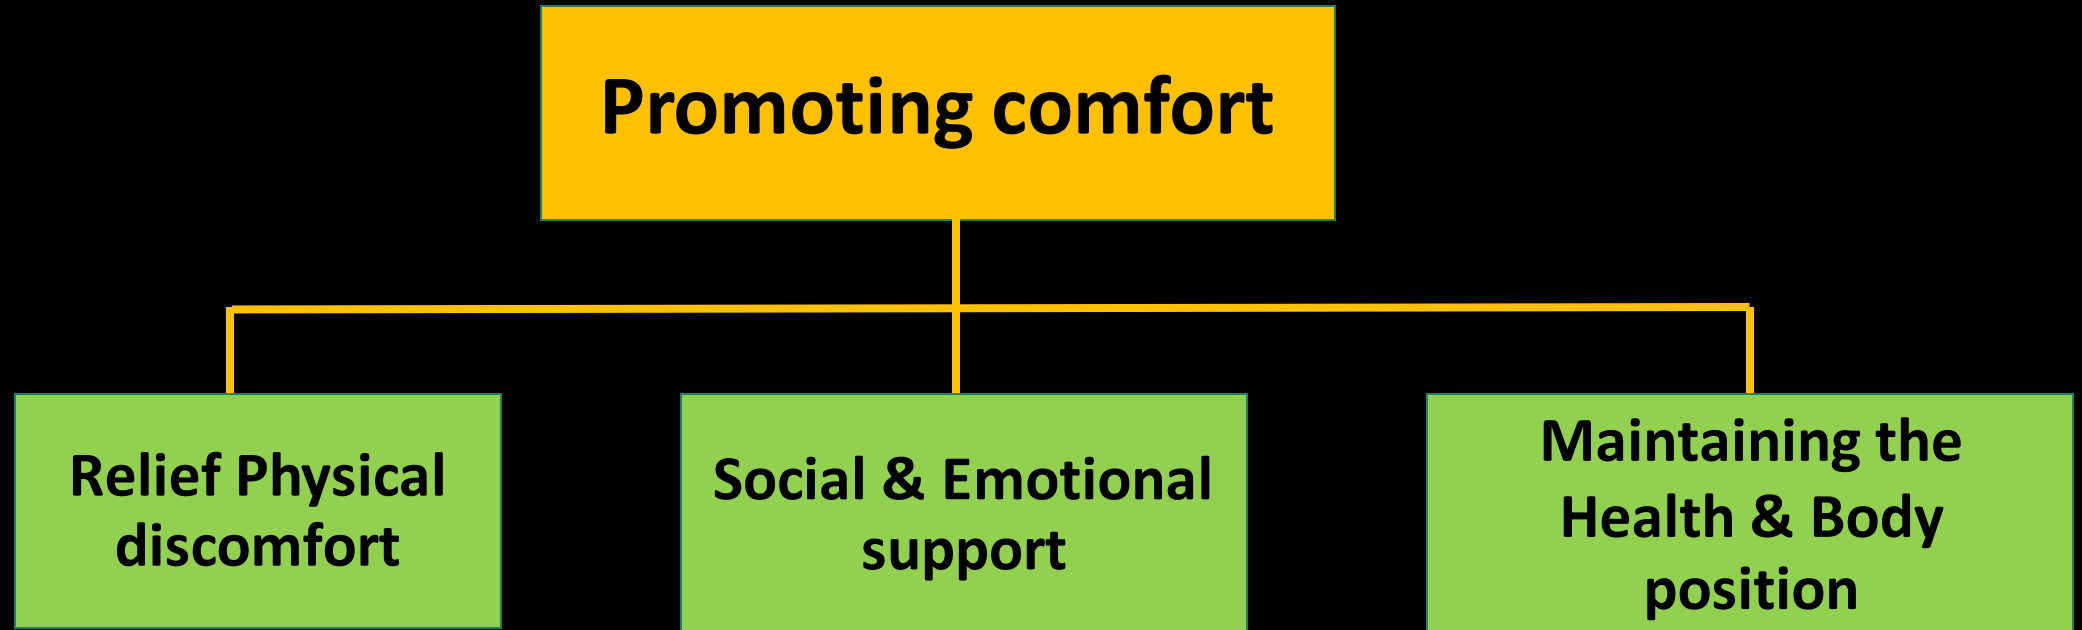 Promoting comfort
Relief Physical
discomfort
Social & Emotional
support
Maintaining the
Health & Body
position